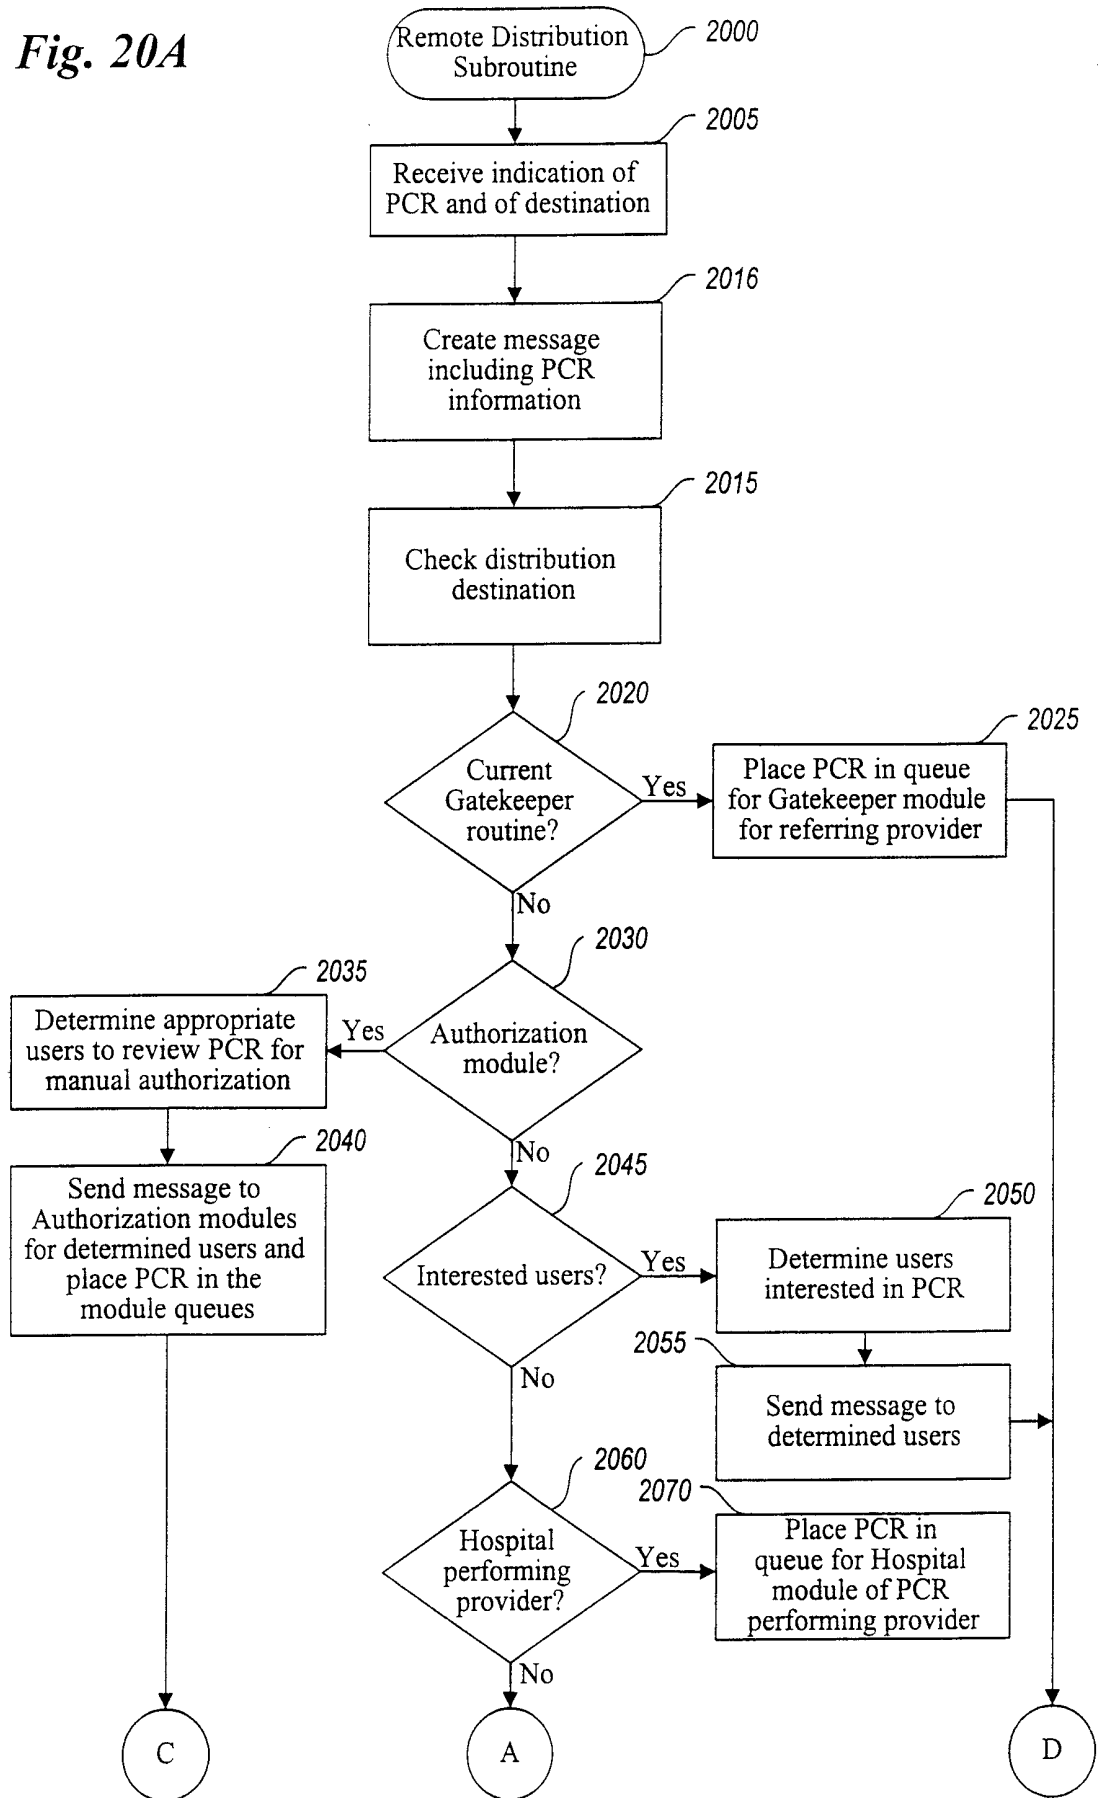 Fig. 20A
Remote Distribution
Subroutine
2000
2005
Receive indication of
PCR and of destination
2016
Create message
including PCR
information
2015
Check distribution
destination
2020
Current
Gatekeeper
routine?
Yes
2025
Place PCR in queue
for Gatekeeper module
for referring provider
No
2030
Authorization
module?
Yes
2035
Determine appropriate
users to review PCR for
manual authorization
2040
Send message to
Authorization modules
for determined users and
place PCR in the
module queues
No
2045
Interested users?
Yes
2050
Determine users
interested in PCR
2055
Send message to
determined users
No
2060
Hospital
performing
provider?
Yes
2070
Place PCR in
queue for Hospital
module of PCR
performing provider
No
C
A
D